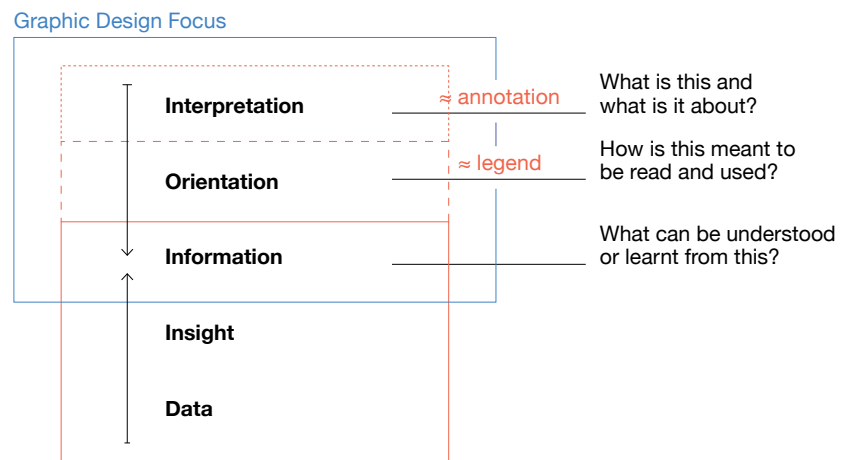 Graphic Design Focus
Interpretation
≈ annotation
What is this and
what is it about?
Orientation
≈ legend
How is this meant to
be read and used?
Information
What can be understood
or learnt from this?
Insight
Data